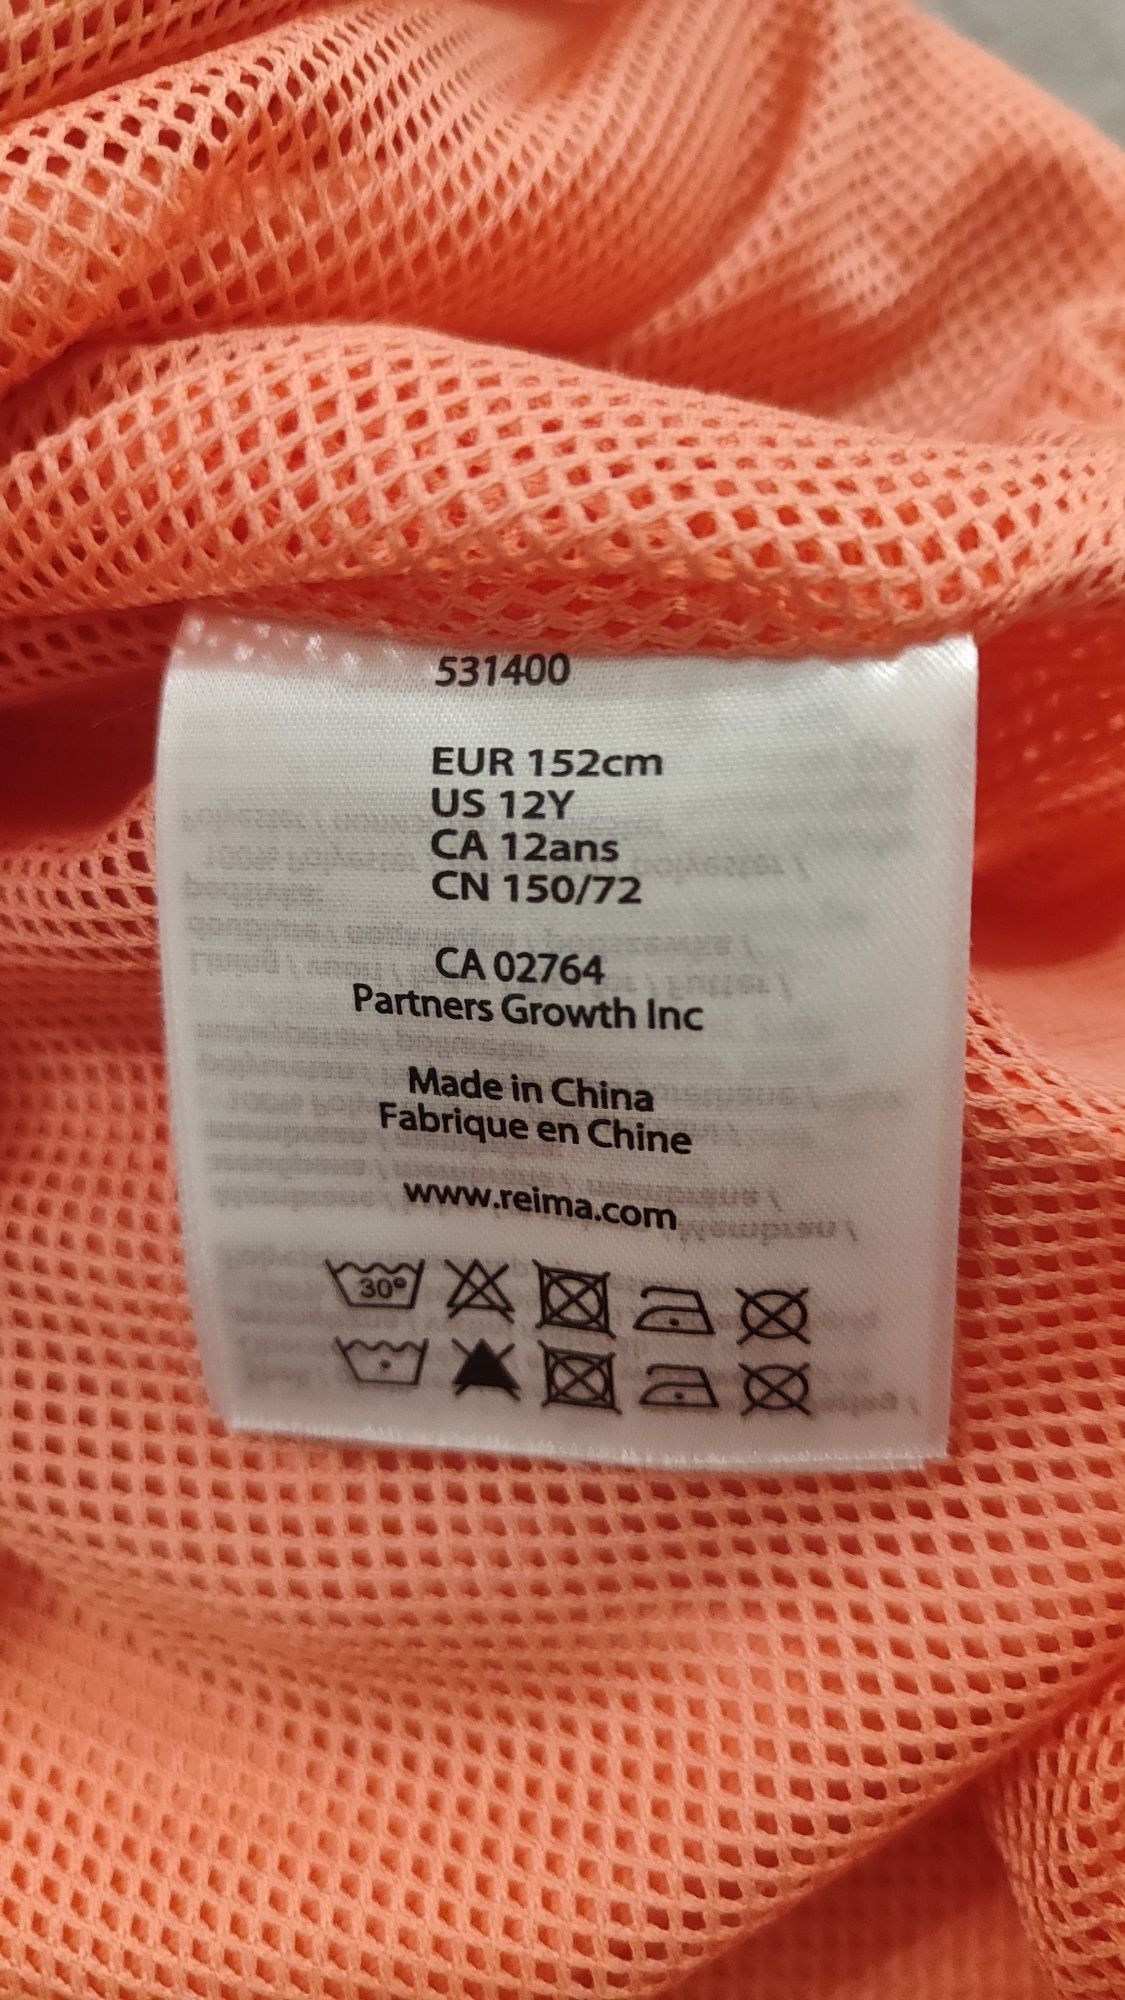 531400
EUR 152cm
US 12Y
CA 12ans
CN 150/72
CA 02764
Partners Growth Inc
Made in China
Fabrique en Chine
www.reima.com
30°